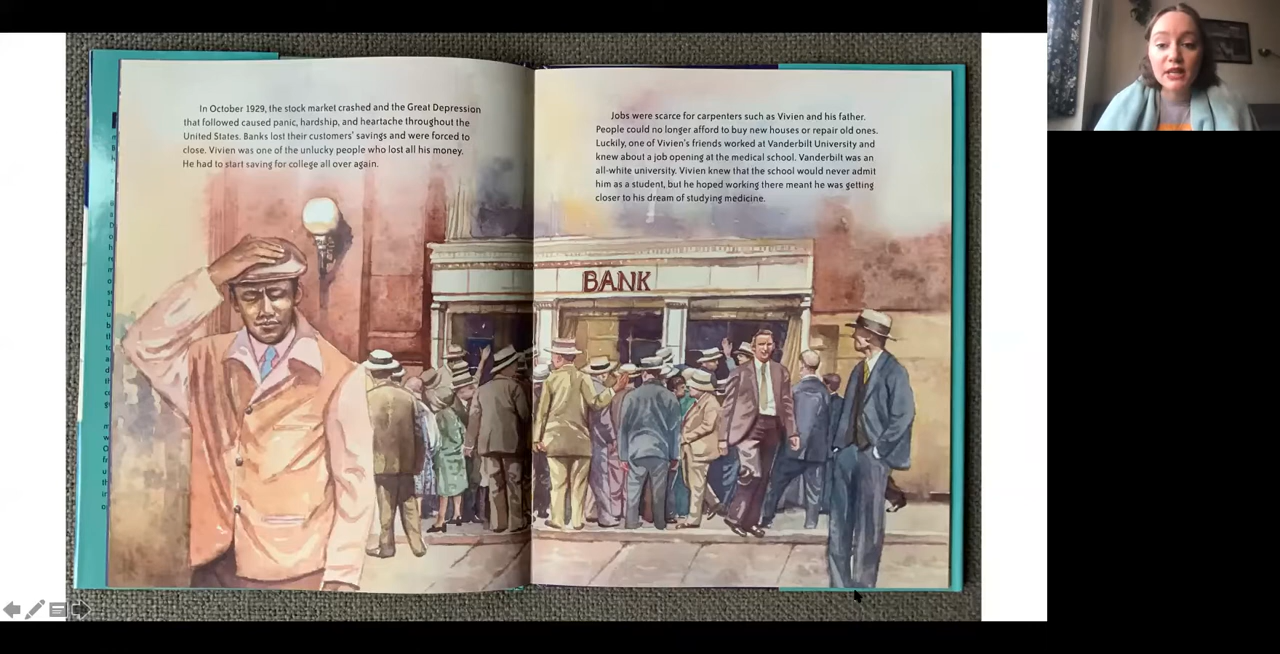 In October 1929, the stock market crashed and the Great Depression
that followed caused panic, hardship, and heartache throughout the
United States. Banks lost their customers' savings and were forced to
close. Vivien was one of the unlucky people who lost all his money.
He had to start saving for college all over again.
Jobs were scarce for carpenters such as Vivien and his father.
People could no longer afford to buy new houses or repair old ones.
Luckily, one of Vivien's friends worked at Vanderbilt University and
knew about a job opening at the medical school. Vanderbilt was an
all-white university. Vivien knew that the school would never admit
him as a student, but he hoped working there meant he was getting
closer to his dream of studying medicine.
BANK